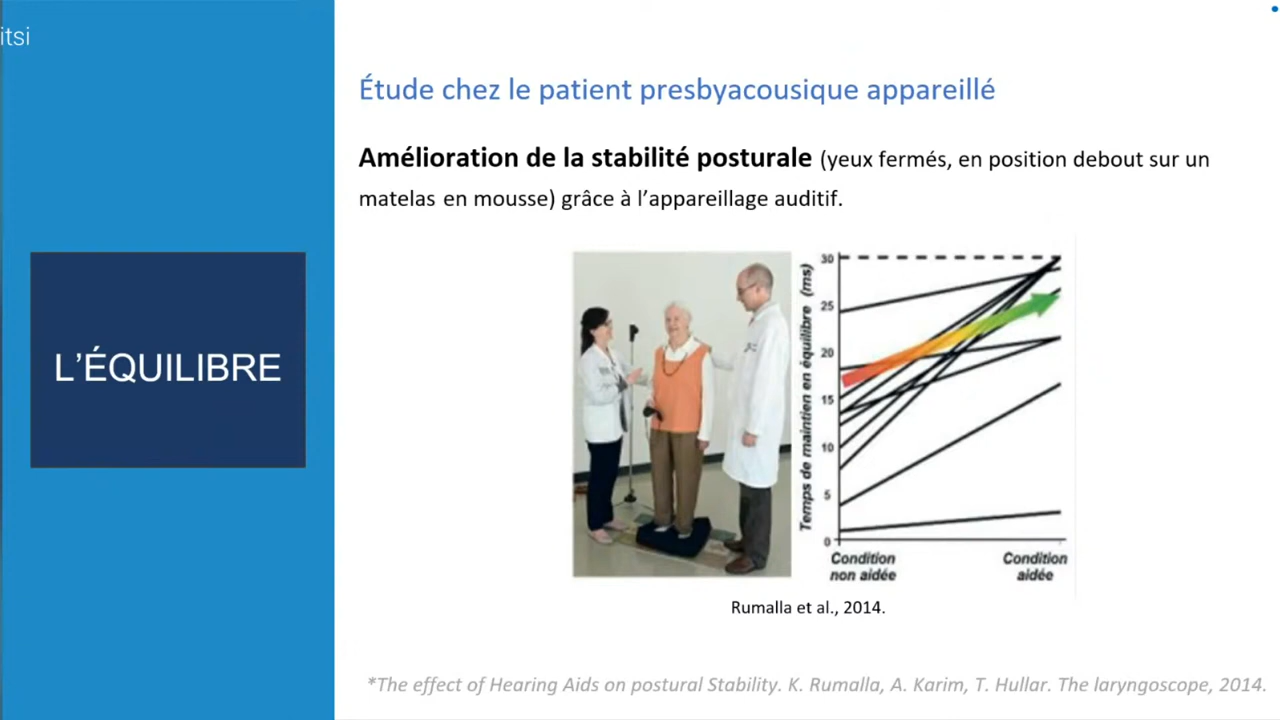 itsi
Étude chez le patient presbyacousique appareillé
Amélioration de la stabilité posturale (yeux fermés, en position debout sur un
matelas en mousse) grâce à l’appareillage auditif.
L’ÉQUILIBRE
Temps de maintien en équilibre (ms)
30
25
20
15
10
5
0
Condition
non aidée
Condition
aidée
Rumalla et al., 2014.
*The effect of Hearing Aids on postural Stability. K. Rumalla, A. Karim, T. Hullar. The laryngoscope, 2014.